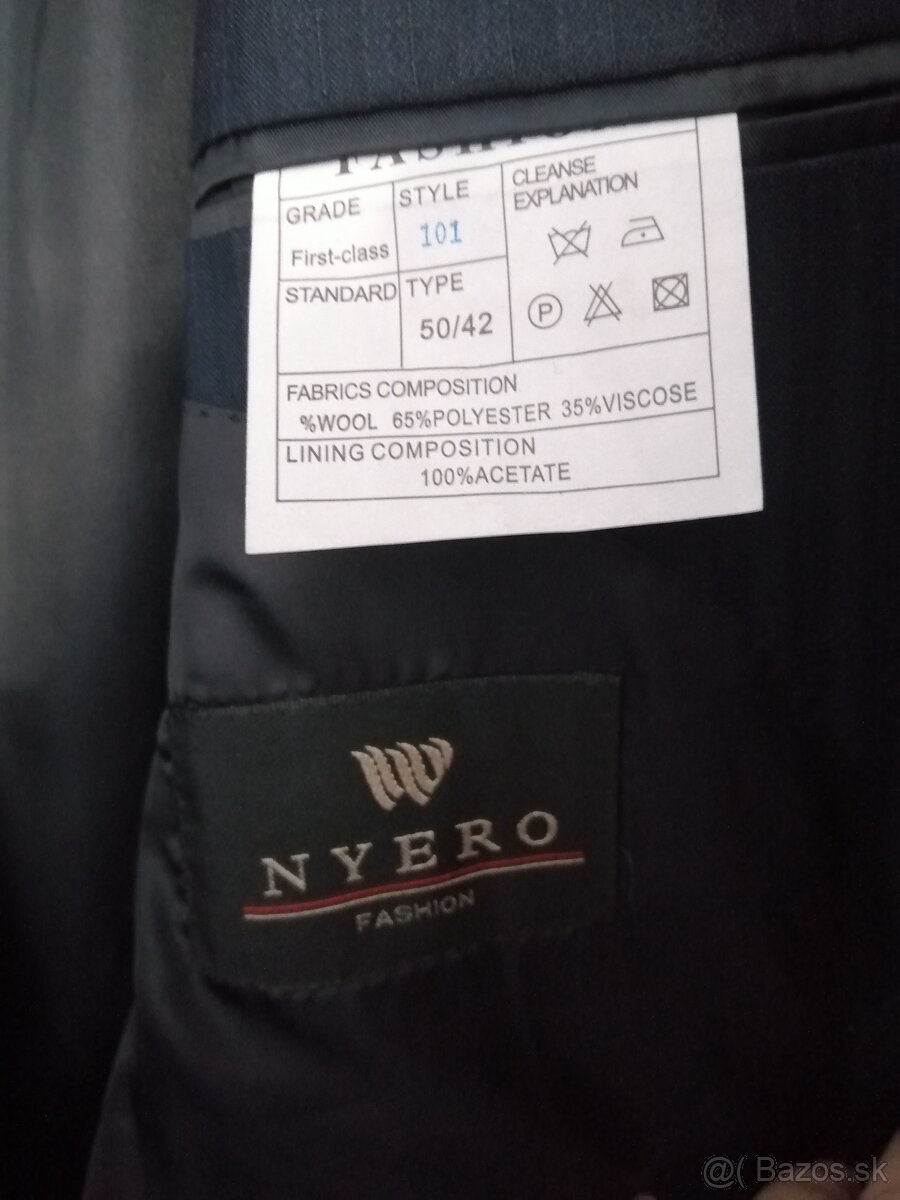 FASHION
GRADE
First-class
STYLE
101
CLEANSE
EXPLANATION
STANDARD
TYPE
50/42
P
FABRICS COMPOSITION
%WOOL 65%POLYESTER 35%VISCOSE
LINING COMPOSITION
100%ACETATE
NYERO
FASHION
@( Bazos.sk